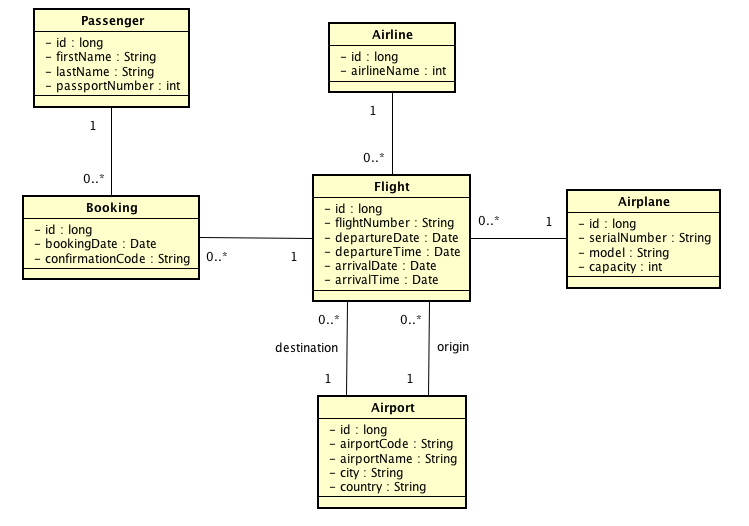 Passenger
- id : long
- firstName : String
- lastName : String
- passportNumber : int
1
0..*
Airline
- id : long
- airlineName : int
1
0..*
Booking
- id : long
- bookingDate : Date
- confirmationCode : String
0..*
1
Flight
- id : long
- flightNumber : String
- departureDate : Date
- departureTime : Date
- arrivalDate : Date
- arrivalTime : Date
0..*
1
Airplane
- id : long
- serialNumber : String
- model : String
- capacity : int
0..*
0..*
destination
origin
1
1
Airport
- id : long
- airportCode : String
- airportName : String
- city : String
- country : String